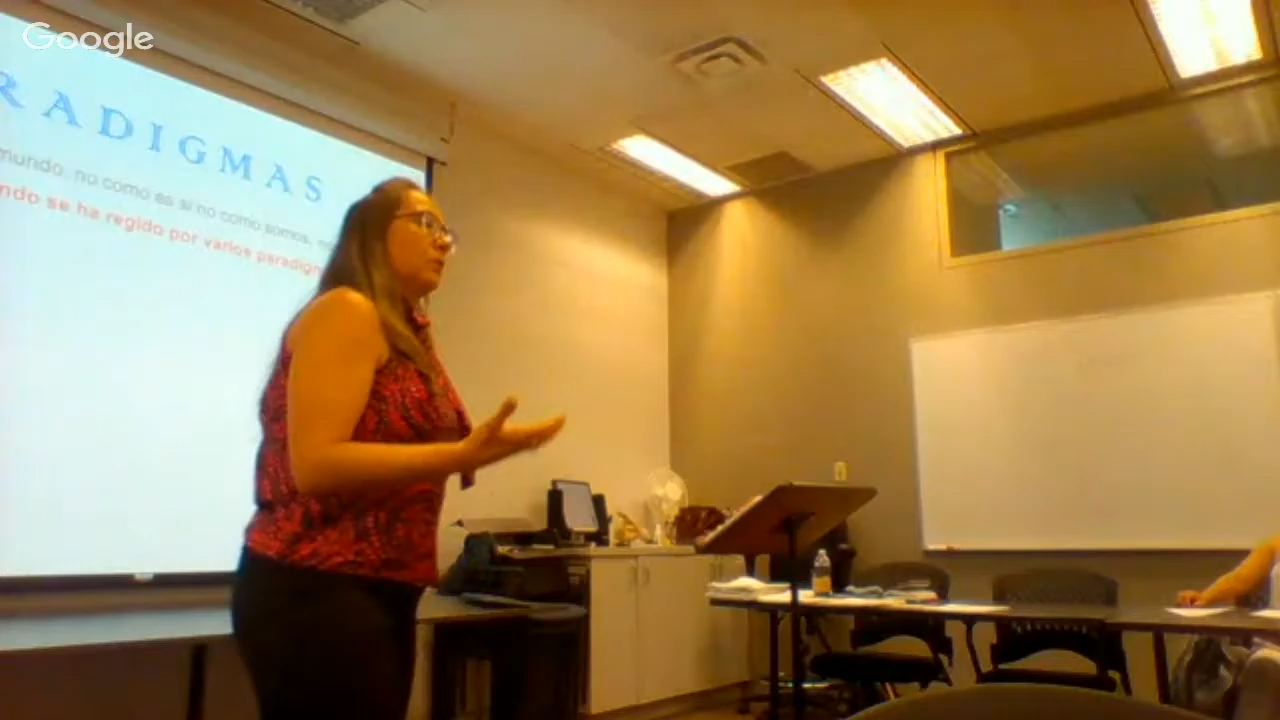 Google
RADIGMAS
mundo, no como es si no como somos,
ndo se ha regido por varios paradigm